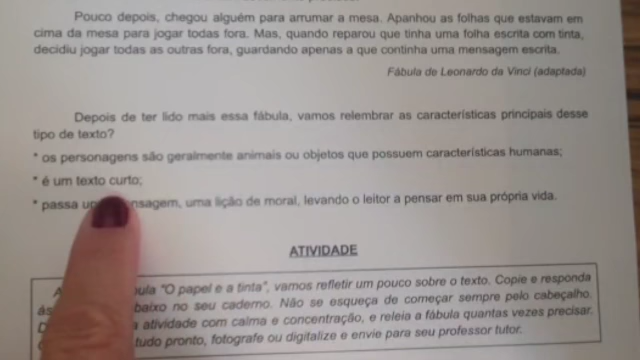 Pouco depois, chegou alguém para arrumar a mesa. Apanhou as folhas que estavam em
cima da mesa para jogar todas fora. Mas, quando reparou que tinha uma folha escrita com tinta,
decidiu jogar todas as outras fora, guardando apenas a que continha uma mensagem escrita.
Fábula de Leonardo da Vinci (adaptada)
Depois de ter lido mais essa fábula, vamos relembrar as características principais desse
tipo de texto?
* os personagens são geralmente animais ou objetos que possuem características humanas;
* é um texto curto;
* passa nsagem, uma lição de moral, levando o leitor a pensar em sua própria vida.
ATIVIDADE
bula "O papel e a tinta", vamos refletir um pouco sobre o texto. Copie e responda
baixo no seu caderno. Não se esqueça de começar sempre pelo cabeçalho.
a atividade com calma e concentração, e releia a fábula quantas vezes precisar.
tudo pronto, fotografe ou digitalize e envie para seu professor tutor.